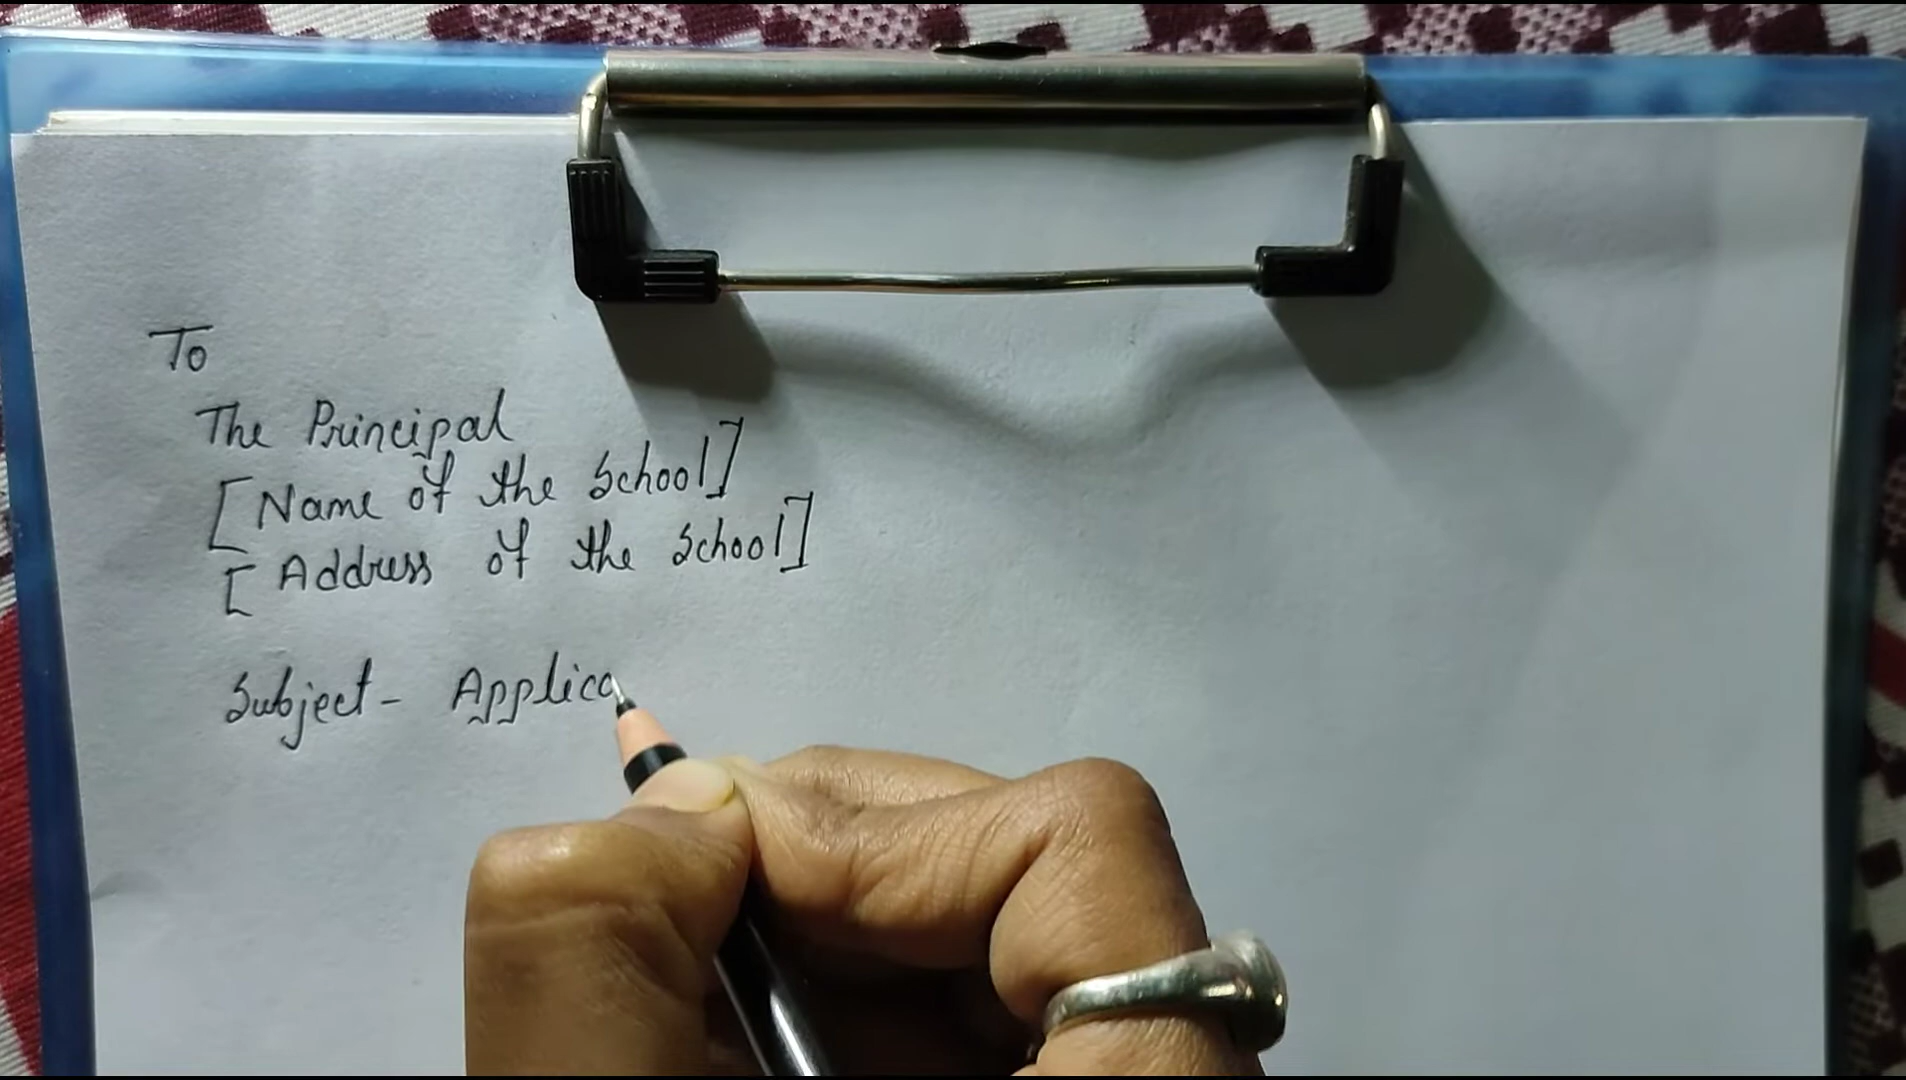 To
The Principal
[Name of the School]
[Address of the School]
Subject- Applica